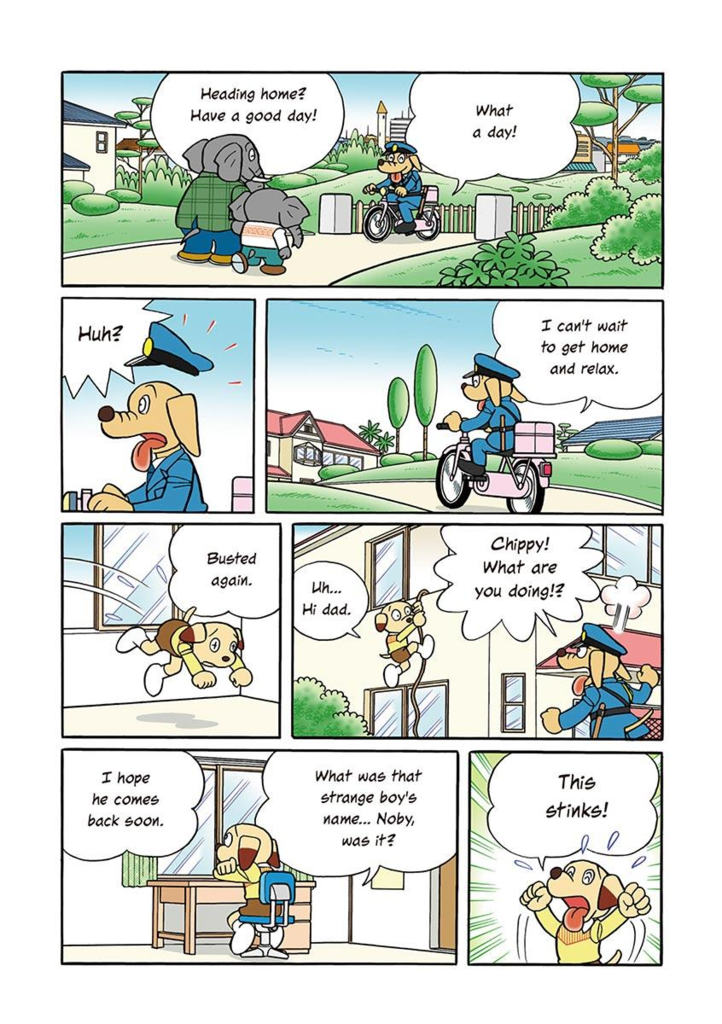 What
a day!
Heading home?
Have a good day!
I can't wait
to get home
and relax.
Huh?
Chippy!
What are
you doing!?
Uh...
Hi dad.
Busted
again.
This
stinks!
What was that
strange boy's
name... Noby,
was it?
I hope
he comes
back soon.